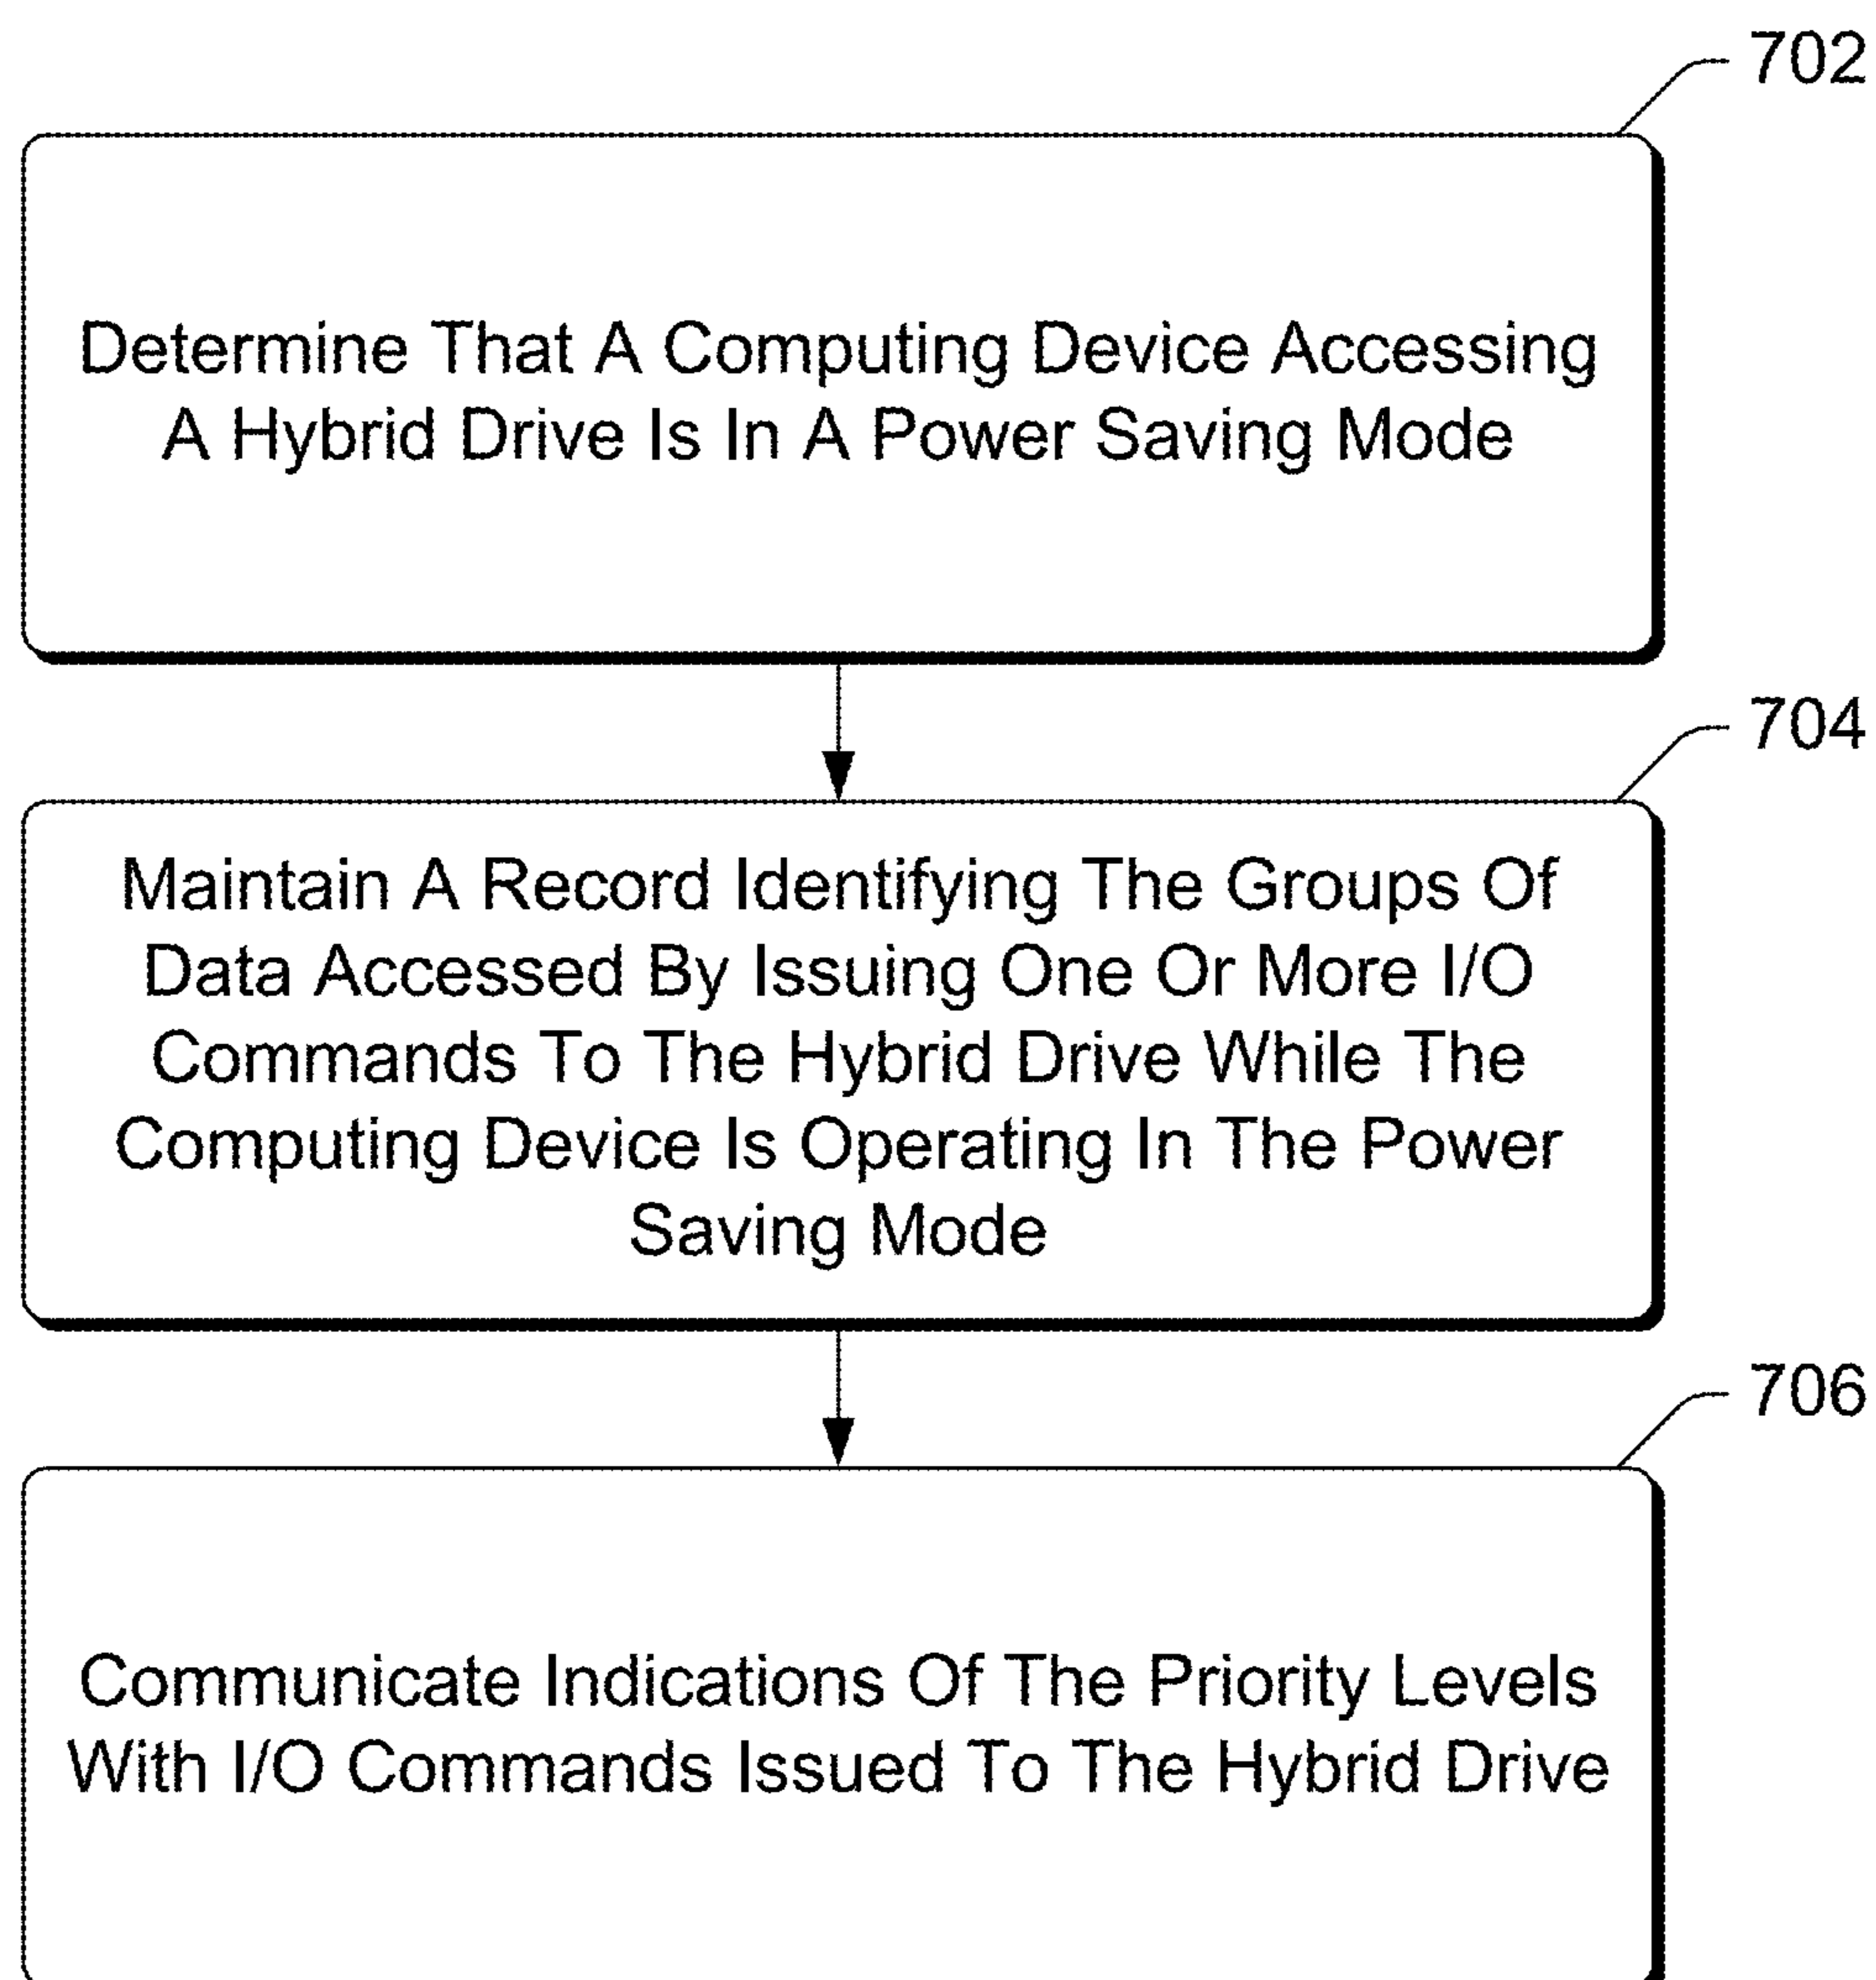 702
Determine That A Computing Device Accessing
A Hybrid Drive Is In A Power Saving Mode
704
Maintain A Record Identifying The Groups Of
Data Accessed By Issuing One Or More I/O
Commands To The Hybrid Drive While The
Computing Device Is Operating In The Power
Saving Mode
706
Communicate Indications Of The Priority Levels
With I/O Commands Issued To The Hybrid Drive